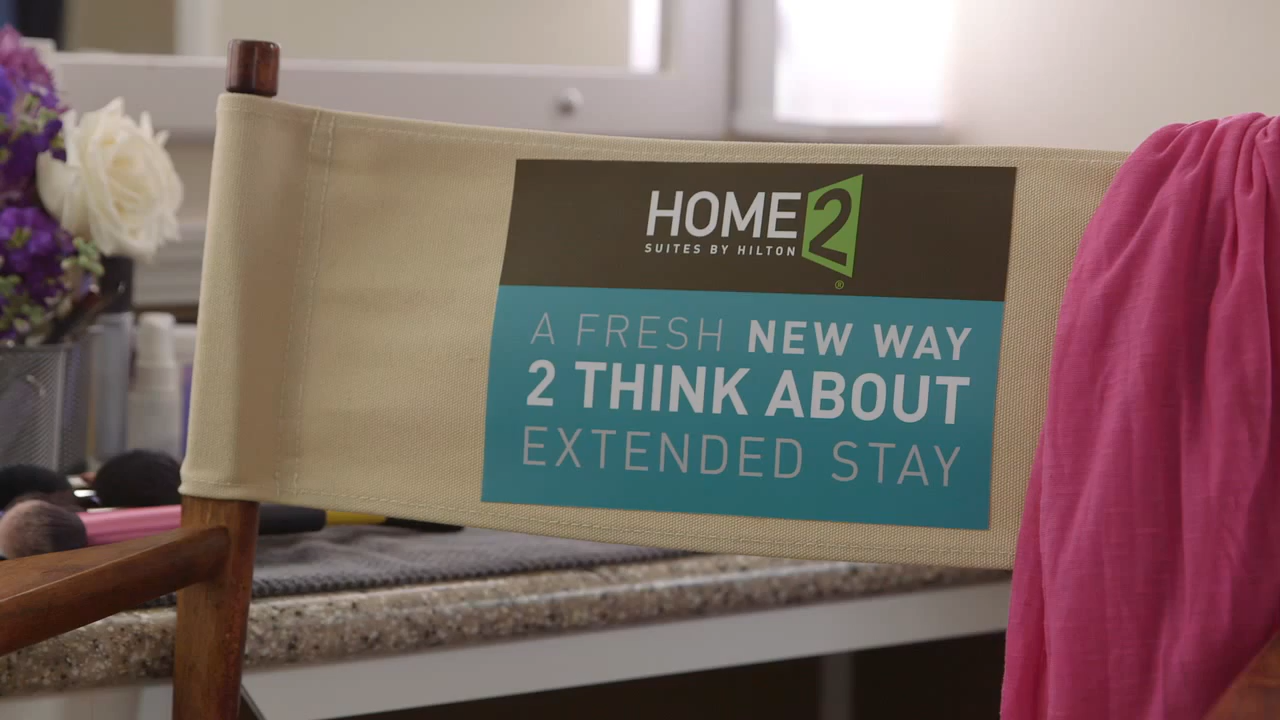 HOME2
SUITES BY HILTON
®
A FRESH NEW WAY
2 THINK ABOUT
EXTENDED STAY